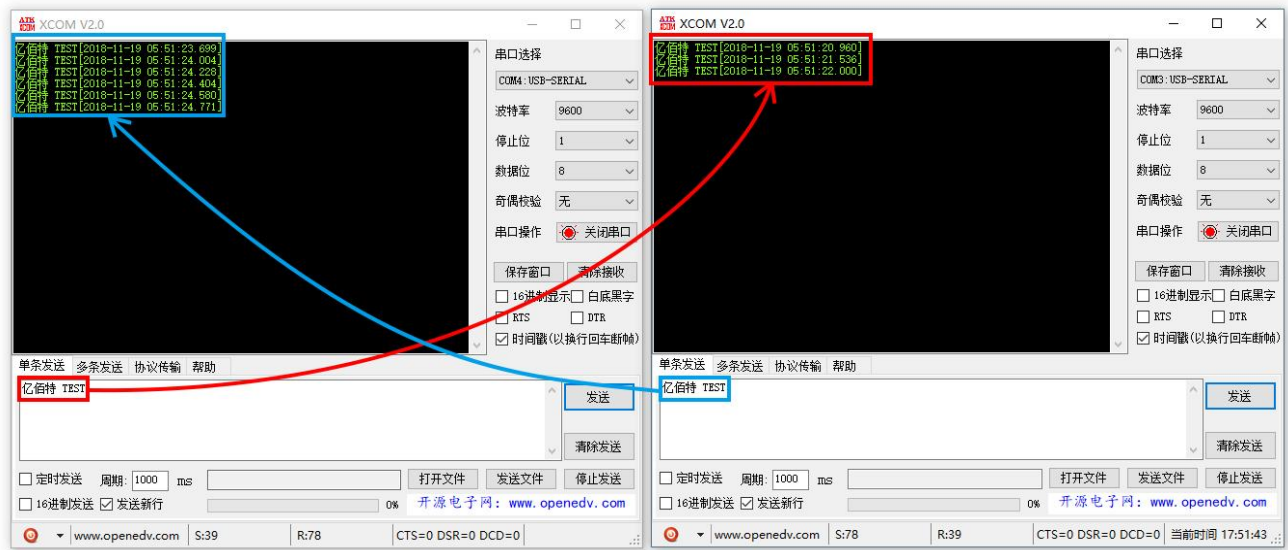 ATK XCOM XCOM V2.0
亿佰特 TEST[2018-11-19 05:51:23.699]
亿佰特 TEST[2018-11-19 05:51:24.004]
亿佰特 TEST[2018-11-19 05:51:24.228]
亿佰特 TEST[2018-11-19 05:51:24.404]
亿佰特 TEST[2018-11-19 05:51:24.580]
亿佰特 TEST[2018-11-19 05:51:24.771]
串口选择
COM4:USB-SERIAL
波特率 9600
停止位 1
数据位 8
奇偶校验 无
串口操作 关闭串口
保存窗口 清除接收
16进制显示 白底黑字
RTS DTR
时间戳(以换行回车断帧)
单条发送 多条发送 协议传输 帮助
亿佰特 TEST
发送
清除发送
定时发送 周期: 1000 ms 打开文件 发送文件 停止发送
16进制发送 发送新行 0% 开源电子网: www.openedv.com
www.openedv.com S:39 R:78 CTS=0 DSR=0 DCD=0
ATK XCOM XCOM V2.0
亿佰特 TEST[2018-11-19 05:51:20.960]
亿佰特 TEST[2018-11-19 05:51:21.536]
亿佰特 TEST[2018-11-19 05:51:22.000]
串口选择
COM3:USB-SERIAL
波特率 9600
停止位 1
数据位 8
奇偶校验 无
串口操作 关闭串口
保存窗口 清除接收
16进制显示 白底黑字
RTS DTR
时间戳(以换行回车断帧)
单条发送 多条发送 协议传输 帮助
亿佰特 TEST
发送
清除发送
定时发送 周期: 1000 ms 打开文件 发送文件 停止发送
16进制发送 发送新行 0% 开源电子网: www.openedv.com
www.openedv.com S:78 R:39 CTS=0 DSR=0 DCD=0 当前时间 17:51:43